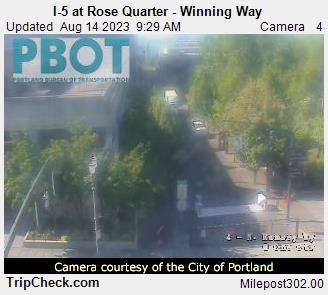 I-5 at Rose Quarter - Winning Way
Updated Aug 14 2023 9:29 AM Camera 4
PBOT
PORTLAND BUREAU OF TRANSPORTATION
Camera courtesy of the City of Portland
TripCheck.com Milepost302.00